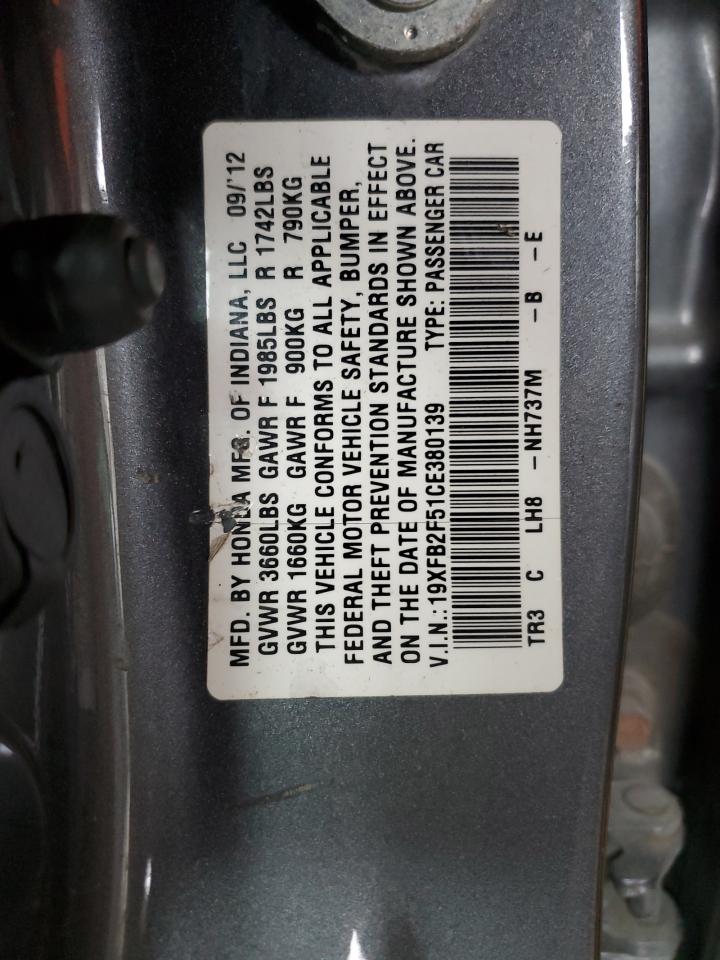 MFD. BY HONDA MFG. OF INDIANA, LLC 09/12
GVWR 3660LBS GAWR F 1985LBS R 1742LBS
GVWR 1660KG GAWR F 900KG R 790KG
THIS VEHICLE CONFORMS TO ALL APPLICABLE
FEDERAL MOTOR VEHICLE SAFETY, BUMPER,
AND THEFT PREVENTION STANDARDS IN EFFECT
ON THE DATE OF MANUFACTURE SHOWN ABOVE.
V.I.N.: 19XFB2F51CE380139 TYPE: PASSENGER CAR
TR3 C LH8 -NH737M -B -E